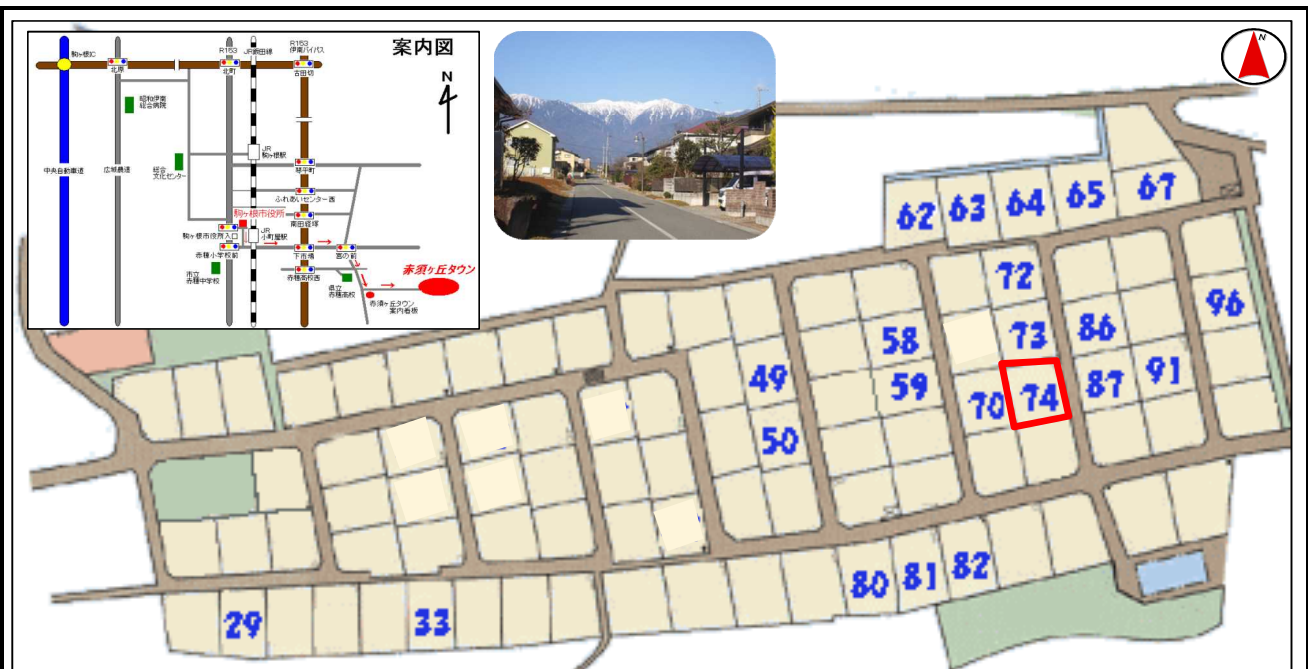 案内図
N
R153
JR飯田線
R153
伊南バイパス
駒ヶ根IC
北原
北町
古田切
昭和伊南
総合病院
JR
駒ヶ根駅
中央自動車道
広域農道
総合
文化センター
琴平町
ふれあいセンター西
駒ヶ根市役所
南田経塚
駒ヶ根市役所入口
JR
小町屋駅
赤穂小学校前
下市場
宮の前
市立
赤穂中学校
赤穂高校西
県立
赤穂高校
赤須ヶ丘タウン
赤須ヶ丘タウン
案内看板
N
62 63 64 65 67
72
96
58 73 86
49 59 70 74 87 91
50
80 81 82
29 33